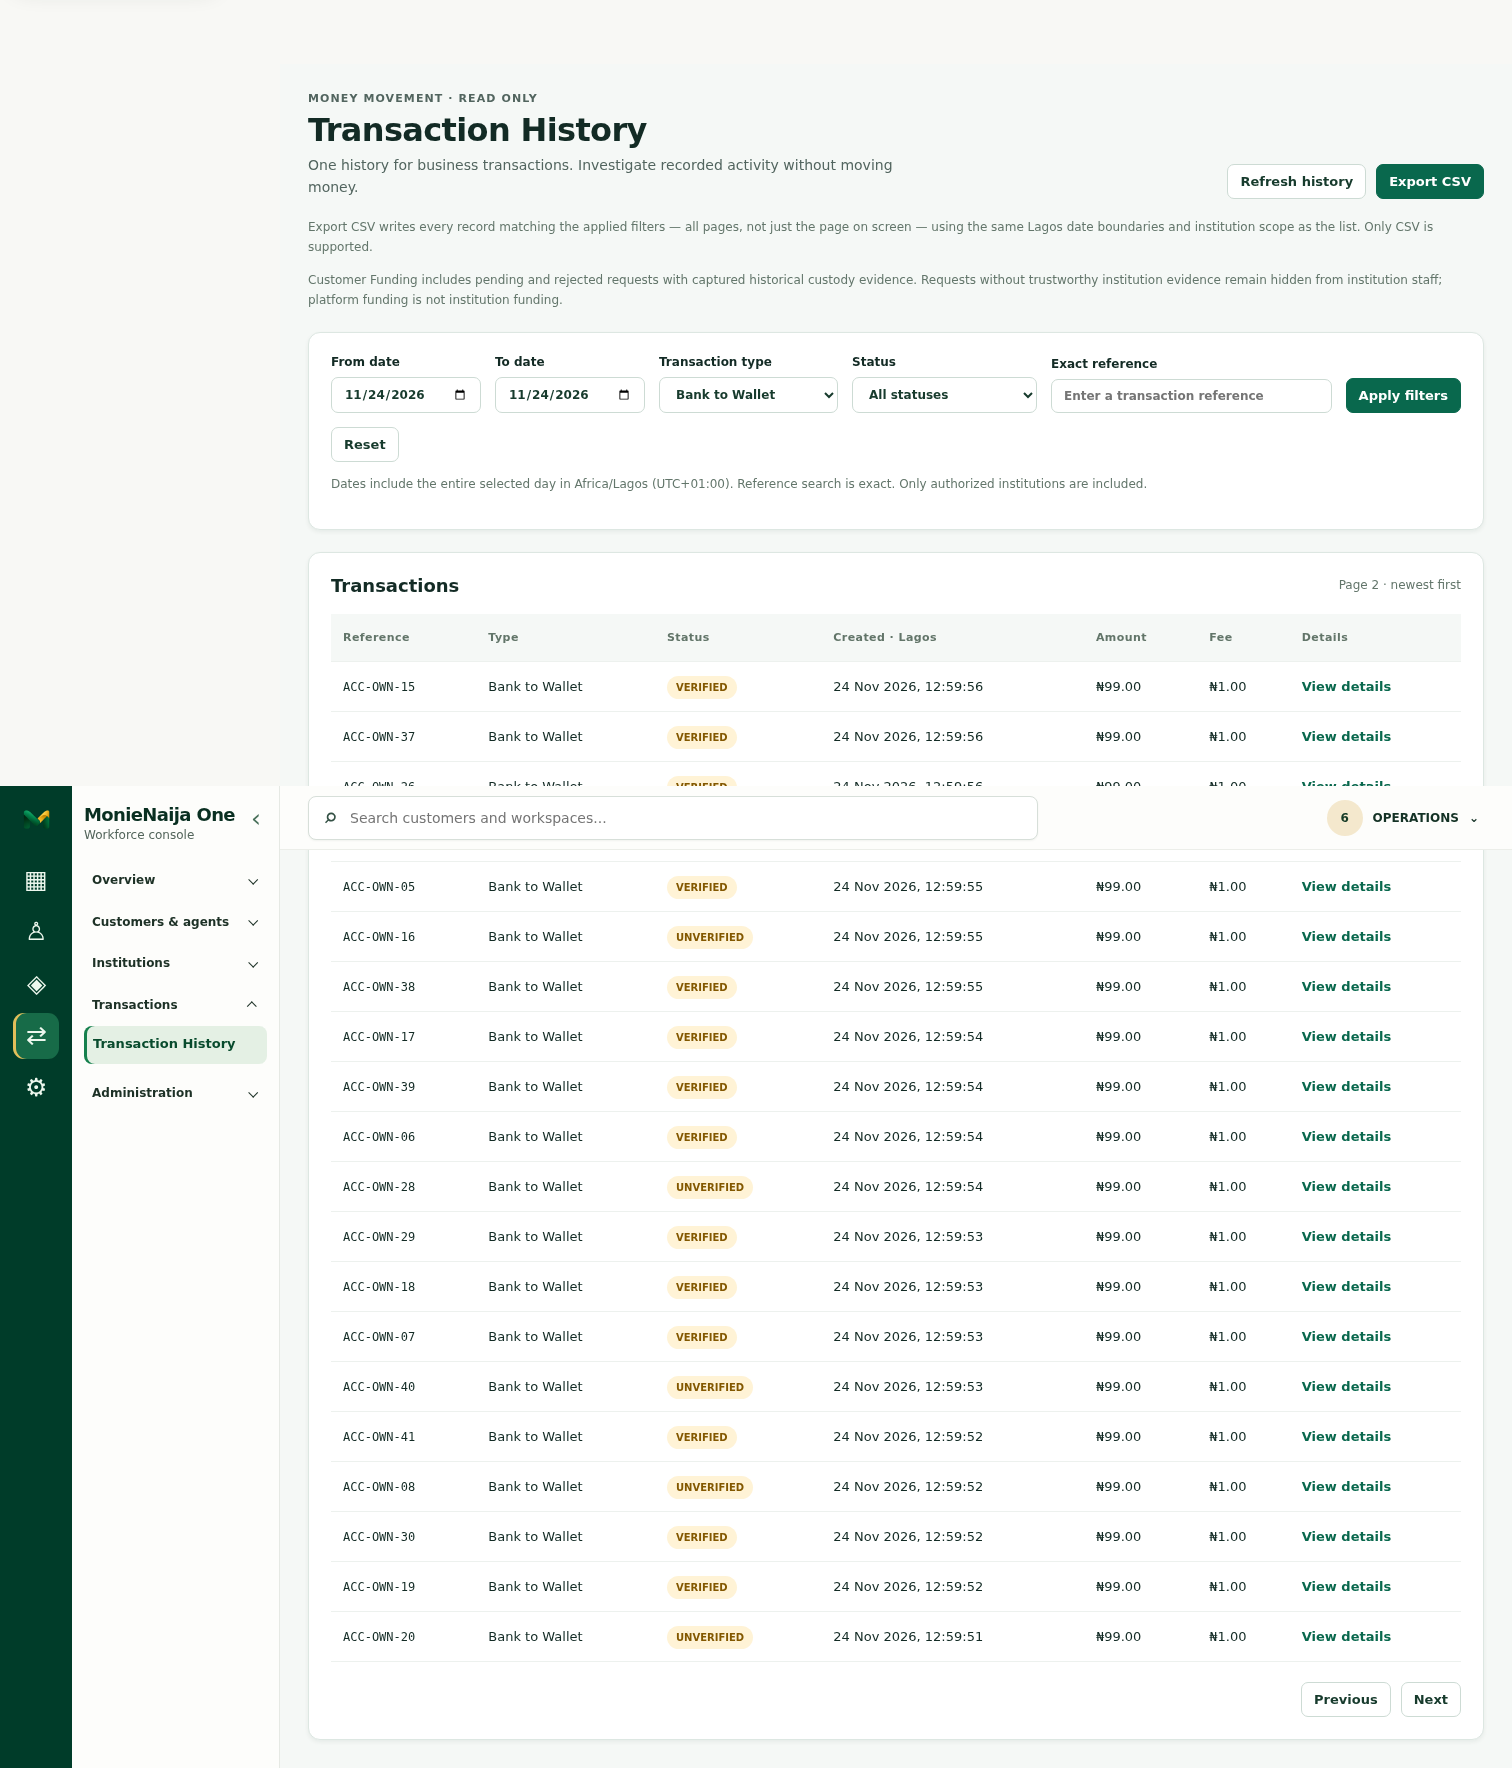 MONEY MOVEMENT · READ ONLY
Transaction History
One history for business transactions. Investigate recorded activity without moving
money.
Refresh history
Export CSV
Export CSV writes every record matching the applied filters — all pages, not just the page on screen — using the same Lagos date boundaries and institution scope as the list. Only CSV is
supported.
Customer Funding includes pending and rejected requests with captured historical custody evidence. Requests without trustworthy institution evidence remain hidden from institution staff;
platform funding is not institution funding.
From date To date Transaction type Status Exact reference
11/24/2026 11/24/2026 Bank to Wallet All statuses Enter a transaction reference Apply filters
Reset
Dates include the entire selected day in Africa/Lagos (UTC+01:00). Reference search is exact. Only authorized institutions are included.
Transactions
Page 2 · newest first
Reference Type Status Created · Lagos Amount Fee Details
ACC-OWN-15 Bank to Wallet VERIFIED 24 Nov 2026, 12:59:56 ₦99.00 ₦1.00 View details
ACC-OWN-37 Bank to Wallet VERIFIED 24 Nov 2026, 12:59:56 ₦99.00 ₦1.00 View details
ACC-OWN-26 Bank to Wallet VERIFIED 24 Nov 2026, 12:59:56 ₦99.00 ₦1.00 View details
MonieNaija One
Workforce console
Search customers and workspaces...
6 OPERATIONS
Overview
Customers & agents
Institutions
Transactions
Transaction History
Administration
ACC-OWN-05 Bank to Wallet VERIFIED 24 Nov 2026, 12:59:55 ₦99.00 ₦1.00 View details
ACC-OWN-16 Bank to Wallet UNVERIFIED 24 Nov 2026, 12:59:55 ₦99.00 ₦1.00 View details
ACC-OWN-38 Bank to Wallet VERIFIED 24 Nov 2026, 12:59:55 ₦99.00 ₦1.00 View details
ACC-OWN-17 Bank to Wallet VERIFIED 24 Nov 2026, 12:59:54 ₦99.00 ₦1.00 View details
ACC-OWN-39 Bank to Wallet VERIFIED 24 Nov 2026, 12:59:54 ₦99.00 ₦1.00 View details
ACC-OWN-06 Bank to Wallet VERIFIED 24 Nov 2026, 12:59:54 ₦99.00 ₦1.00 View details
ACC-OWN-28 Bank to Wallet UNVERIFIED 24 Nov 2026, 12:59:54 ₦99.00 ₦1.00 View details
ACC-OWN-29 Bank to Wallet VERIFIED 24 Nov 2026, 12:59:53 ₦99.00 ₦1.00 View details
ACC-OWN-18 Bank to Wallet VERIFIED 24 Nov 2026, 12:59:53 ₦99.00 ₦1.00 View details
ACC-OWN-07 Bank to Wallet VERIFIED 24 Nov 2026, 12:59:53 ₦99.00 ₦1.00 View details
ACC-OWN-40 Bank to Wallet UNVERIFIED 24 Nov 2026, 12:59:53 ₦99.00 ₦1.00 View details
ACC-OWN-41 Bank to Wallet VERIFIED 24 Nov 2026, 12:59:52 ₦99.00 ₦1.00 View details
ACC-OWN-08 Bank to Wallet UNVERIFIED 24 Nov 2026, 12:59:52 ₦99.00 ₦1.00 View details
ACC-OWN-30 Bank to Wallet VERIFIED 24 Nov 2026, 12:59:52 ₦99.00 ₦1.00 View details
ACC-OWN-19 Bank to Wallet VERIFIED 24 Nov 2026, 12:59:52 ₦99.00 ₦1.00 View details
ACC-OWN-20 Bank to Wallet UNVERIFIED 24 Nov 2026, 12:59:51 ₦99.00 ₦1.00 View details
Previous
Next